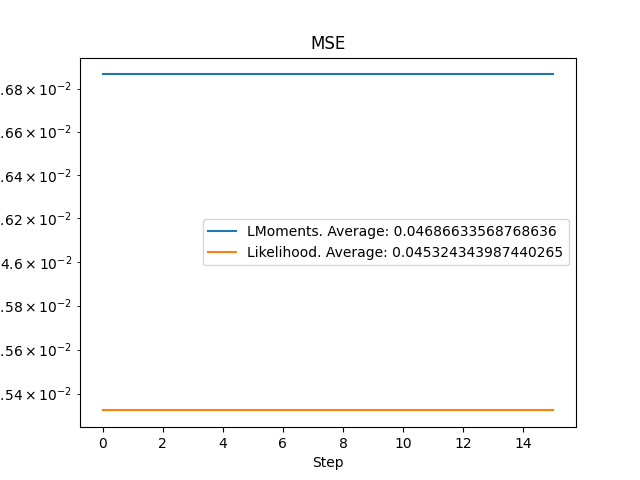 MSE
.68 × 10⁻²
.66 × 10⁻²
.64 × 10⁻²
.62 × 10⁻²
4.6 × 10⁻²
.58 × 10⁻²
.56 × 10⁻²
.54 × 10⁻²
LMoments. Average: 0.04686633568768636
Likelihood. Average: 0.045324343987440265
0 2 4 6 8 10 12 14
Step